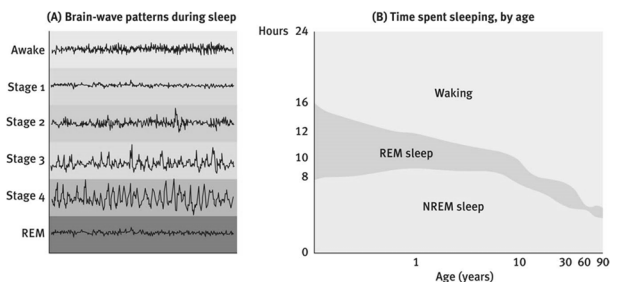 (A) Brain-wave patterns during sleep
Awake
Stage 1
Stage 2
Stage 3
Stage 4
REM
(B) Time spent sleeping, by age
Hours 24
16
12
10
8
0
Waking
REM sleep
NREM sleep
1 10 30 60 90
Age (years)